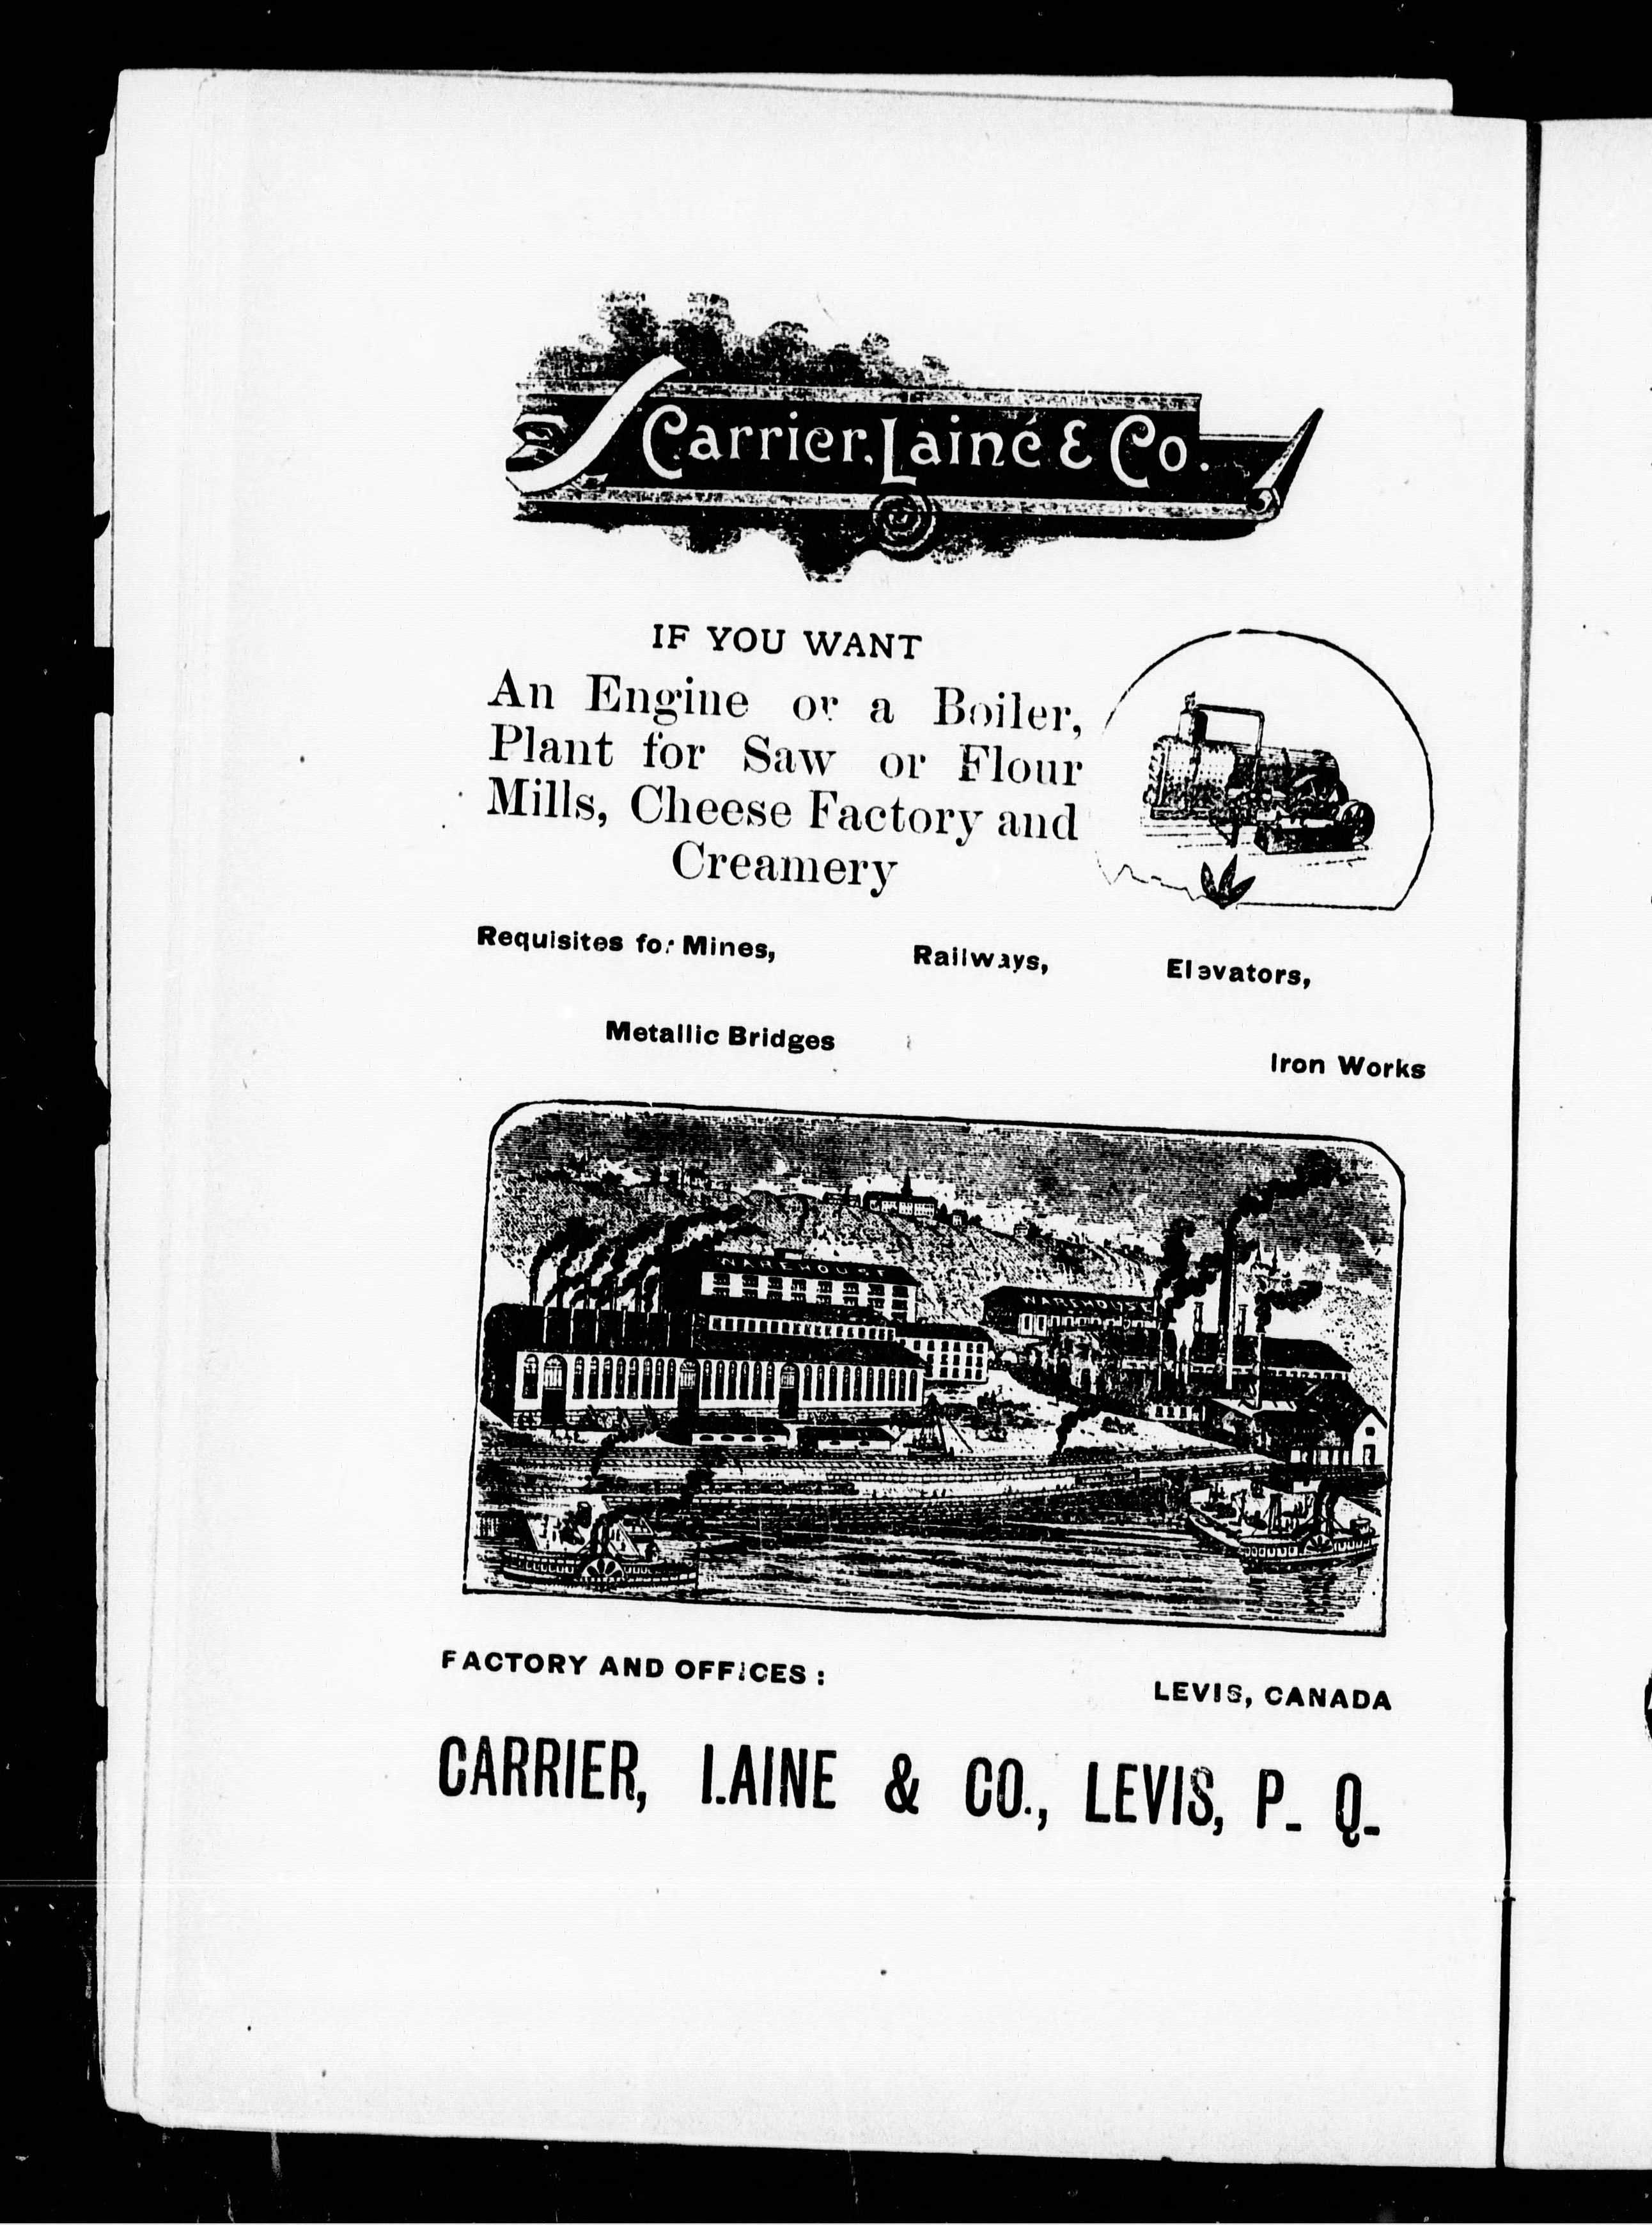 Carrier, Lainé & Co.
IF YOU WANT
An Engine or a Boiler,
Plant for Saw or Flour
Mills, Cheese Factory and
Creamery
Requisites for Mines, Railways, Elevators,
Metallic Bridges Iron Works
WAREHOUSE
WAREHOUSE
FACTORY AND OFFICES : LEVIS, CANADA
CARRIER, LAINE & CO., LEVIS, P. Q.